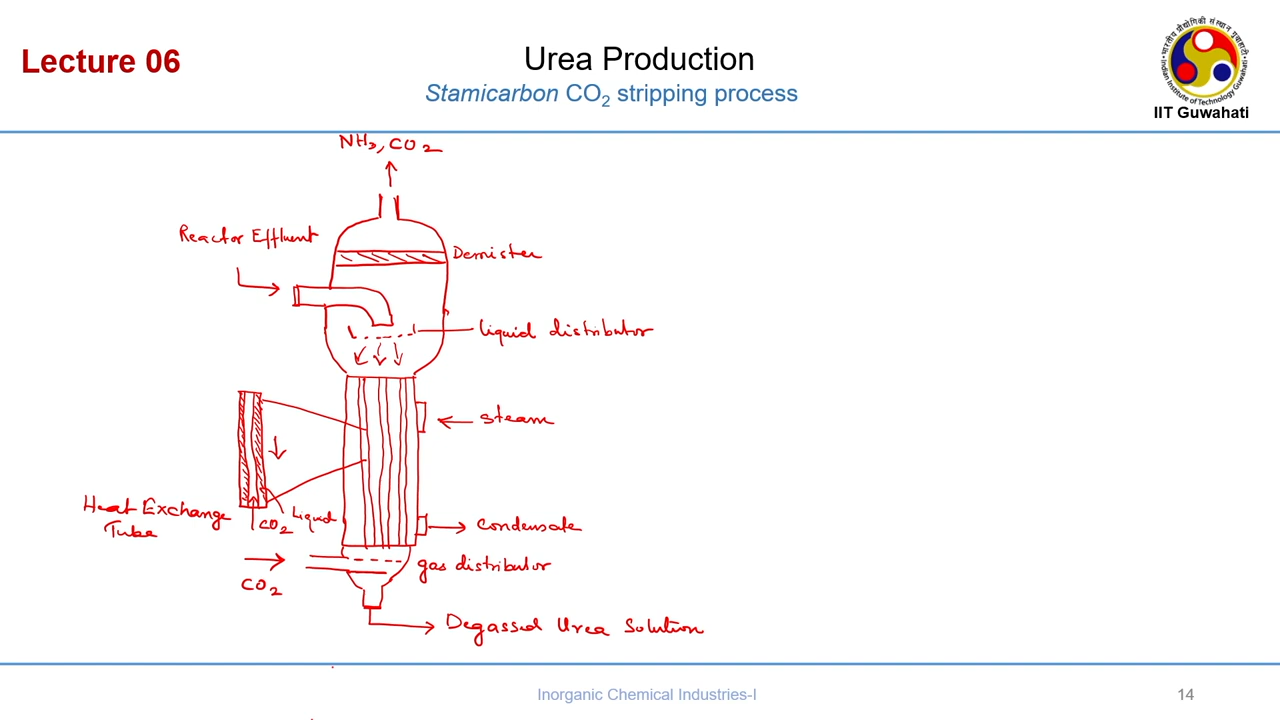 Lecture 06
Urea Production
Stamicarbon CO₂ stripping process
IIT Guwahati
NH₃, CO₂
Reactor Effluent
Demister
liquid distributor
steam
Heat Exchange
Tube
CO₂
Liquid
Condensate
CO₂
gas distributor
Degassed Urea Solution
Inorganic Chemical Industries-I
14